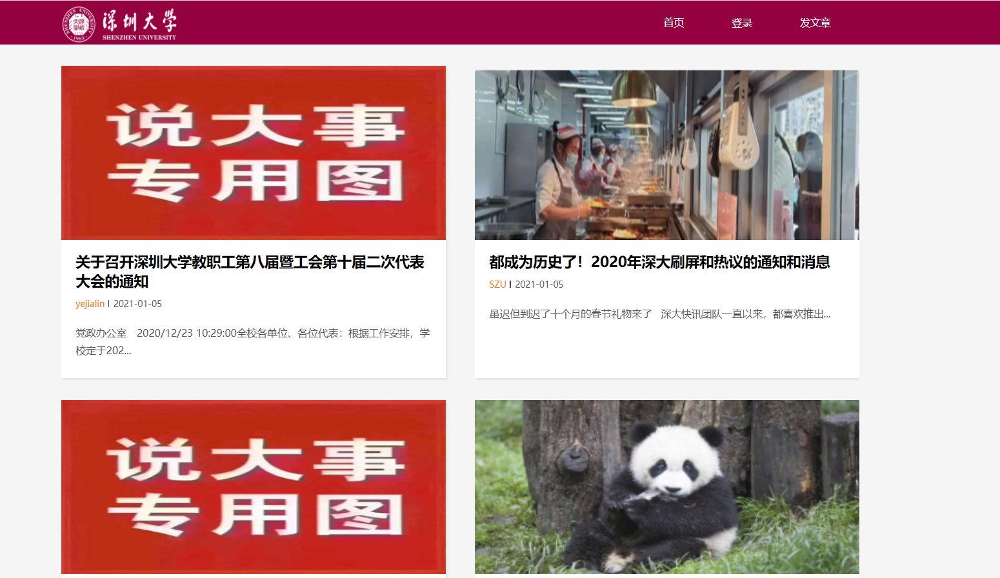 深圳大学
SHENZHEN UNIVERSITY
SHENZHEN UNIVERSITY
1983
首页 登录 发文章
说大事
专用图
关于召开深圳大学教职工第八届暨工会第十届二次代表
大会的通知
yejialin | 2021-01-05
党政办公室 2020/12/23 10:29:00全校各单位、各位代表：根据工作安排，学
校定于202...
都成为历史了！2020年深大刷屏和热议的通知和消息
SZU | 2021-01-05
虽迟但到迟了十个月的春节礼物来了 深大快讯团队一直以来，都喜欢推出...
说大事
专用图